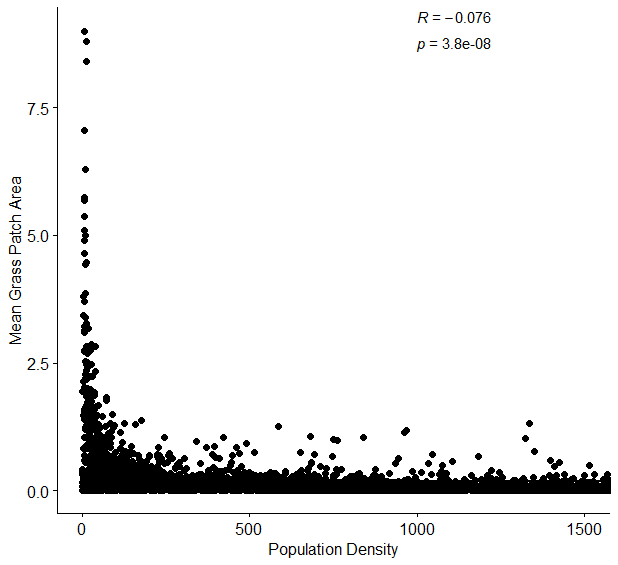 R = −0.076
p = 3.8e-08
7.5
5.0
2.5
0.0
Mean Grass Patch Area
0 500 1000 1500
Population Density